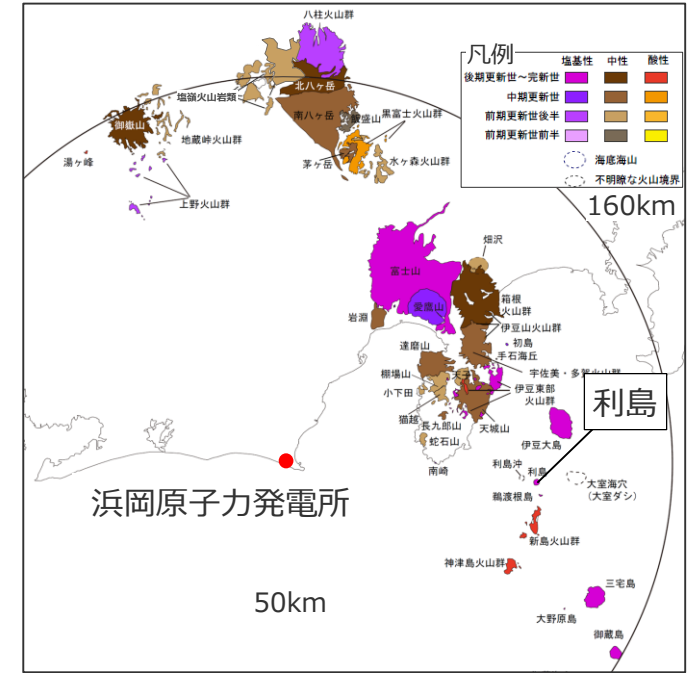 八柱火山群
凡例
塩基性 中性 酸性
後期更新世～完新世
中期更新世
前期更新世後半
前期更新世前半
海底海山
不明瞭な火山境界
160km
北八ヶ岳
塩嶺火山岩類
南八ヶ岳
飯盛山
黒富士火山群
御嶽山
地蔵峠火山群
湯ヶ峰
茅ヶ岳
水ヶ森火山群
上野火山群
畑沢
富士山
愛鷹山
箱根
火山群
岩淵
伊豆山火山群
初島
達磨山
手石海丘
宇佐美・多賀火山群
棚場山
天子
小下田
伊豆東部
火山群
利島
猫越
長九郎山
天城山
伊豆大島
蛇石山
南崎
利島沖
利島
大室海穴
(大室ダシ)
浜岡原子力発電所
鵜渡根島
新島火山群
神津島火山群
三宅島
50km
大野原島
御蔵島